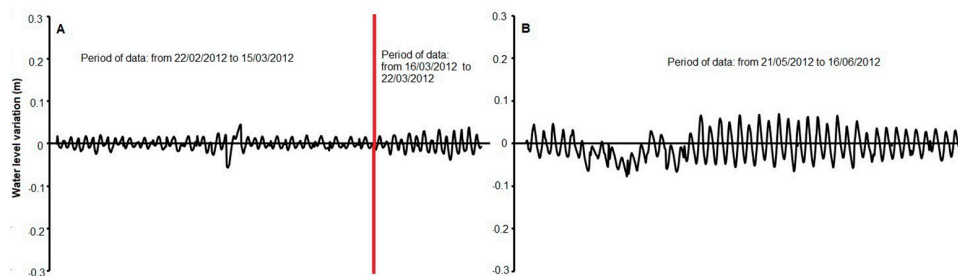 A
Period of data: from 22/02/2012 to 15/03/2012
Period of data:
from 16/03/2012 to
22/03/2012
Water level variation (m)
0.3
0.2
0.1
0
-0.1
-0.2
-0.3
B
Period of data: from 21/05/2012 to 16/06/2012
0.3
0.2
0.1
0
-0.1
-0.2
-0.3